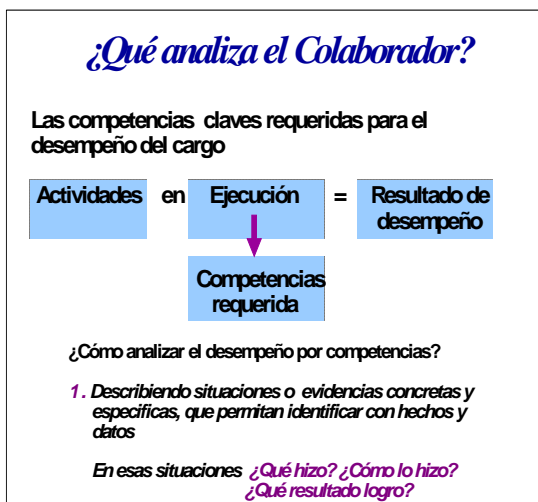 ¿Qué analiza el Colaborador?
Las competencias claves requeridas para el
desempeño del cargo
Actividades en Ejecución = Resultado de
desempeño
Competencias
requerida
¿Cómo analizar el desempeño por competencias?
1. Describiendo situaciones o evidencias concretas y
especificas, que permitan identificar con hechos y
datos
En esas situaciones ¿Qué hizo? ¿Cómo lo hizo?
¿Qué resultado logro?